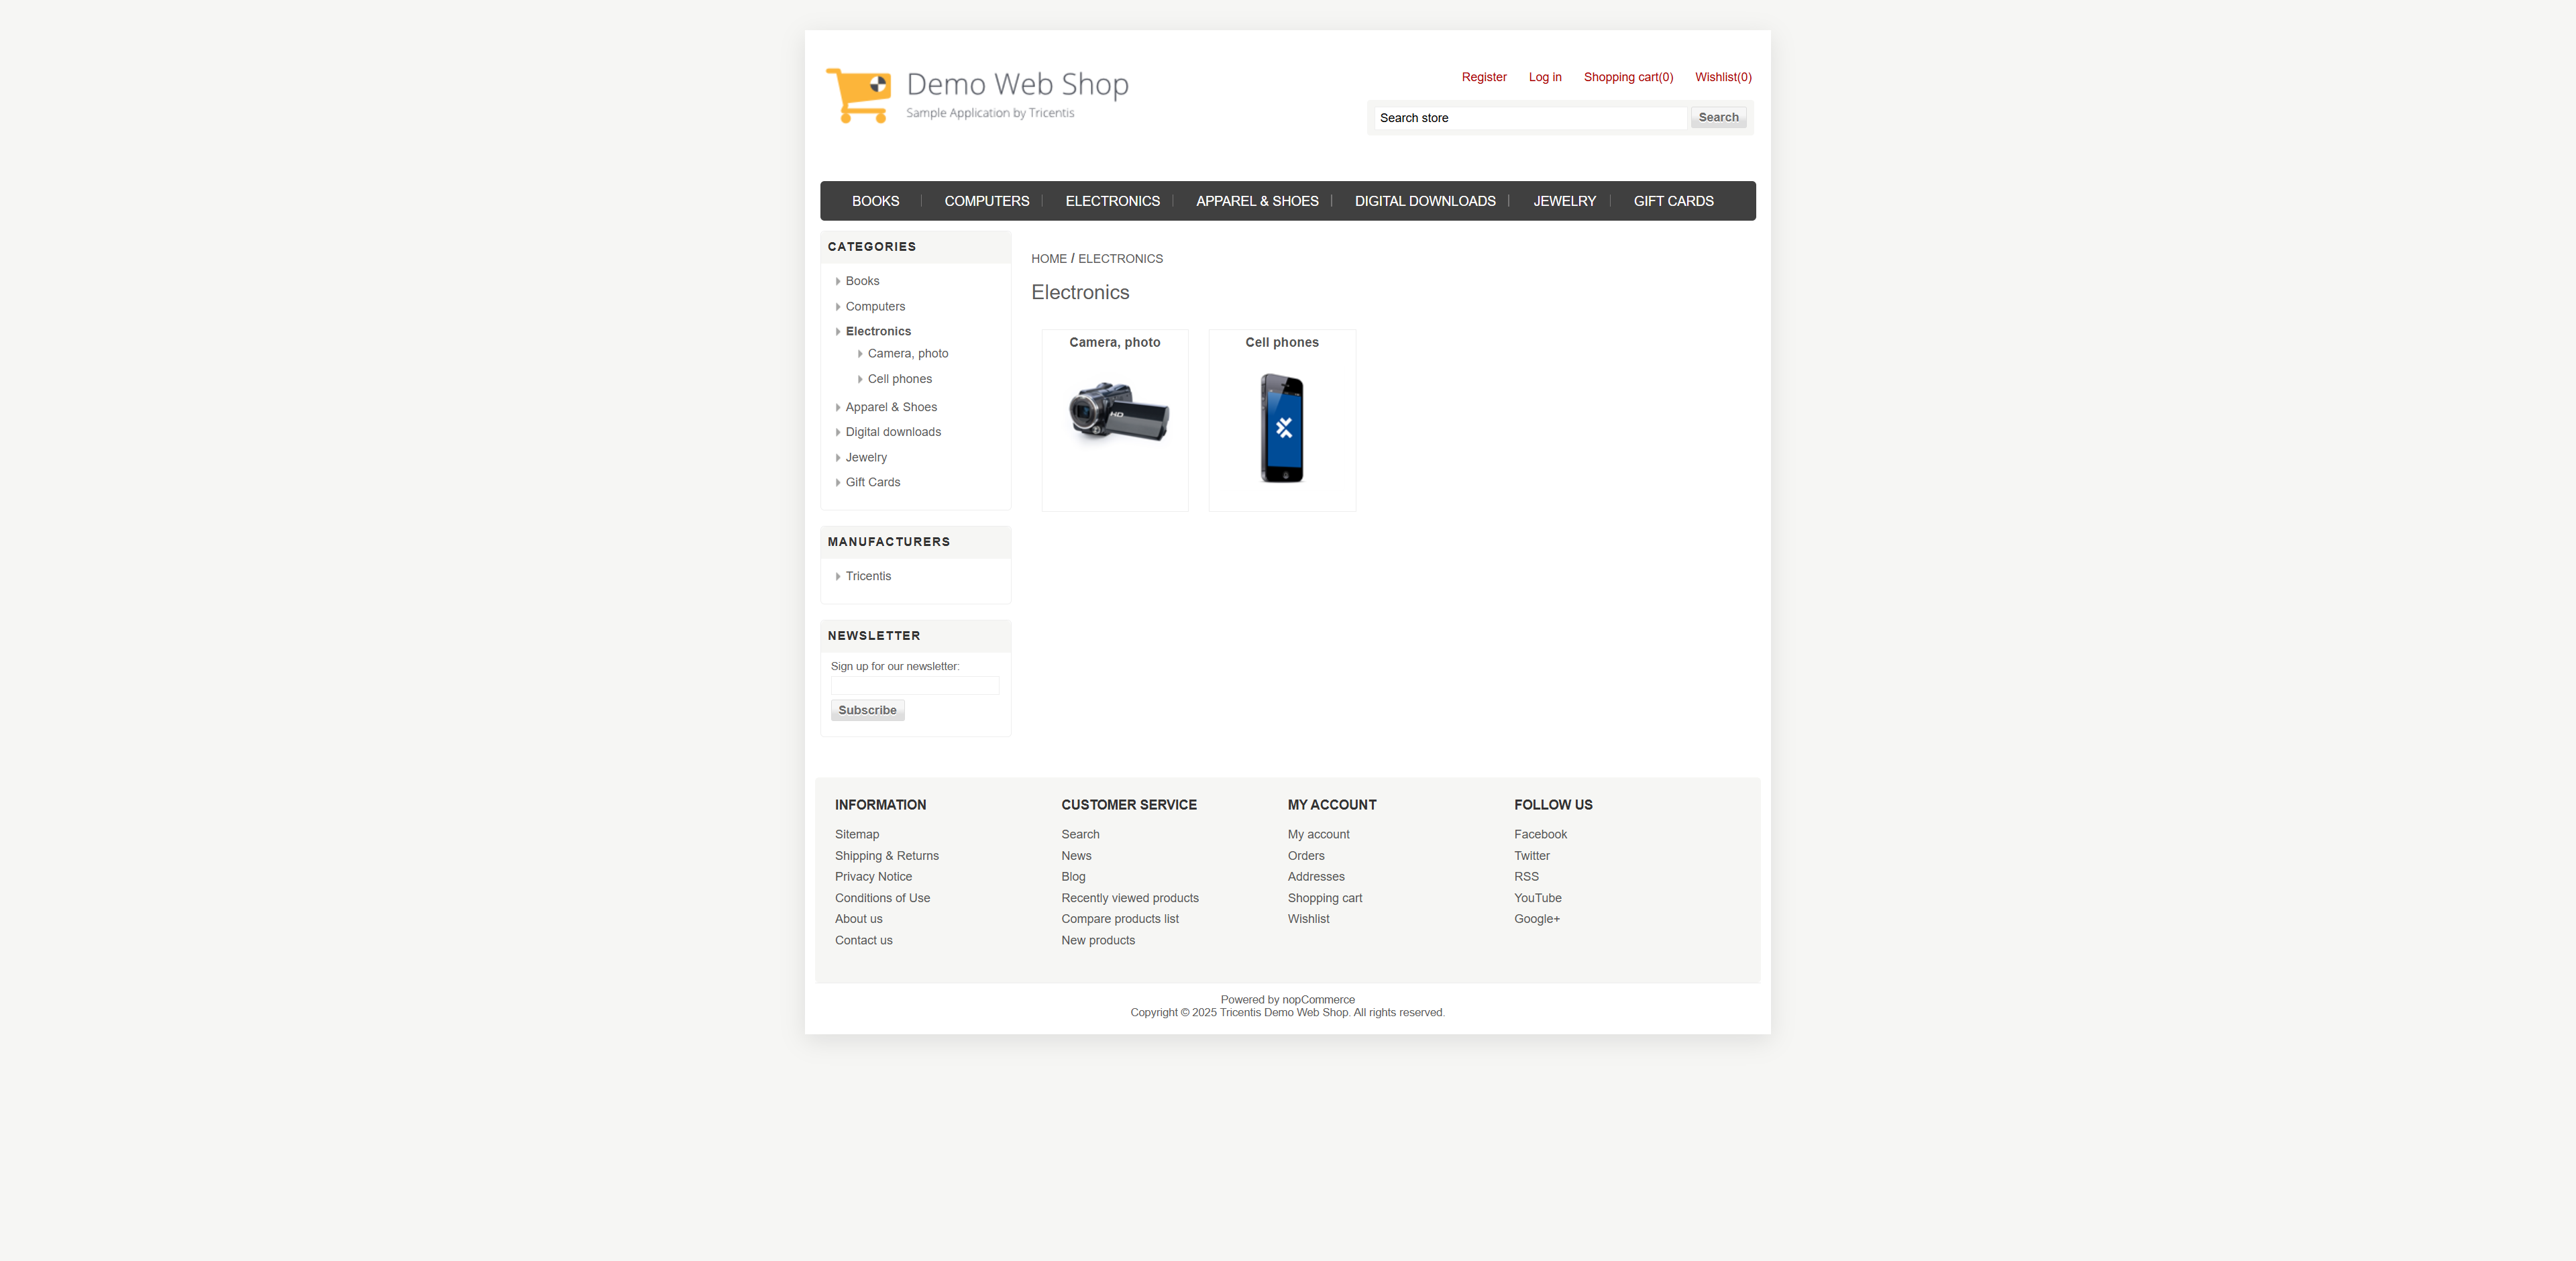 Demo Web Shop
Sample Application by Tricentis
Register Log in Shopping cart(0) Wishlist(0)
Search store Search
BOOKS COMPUTERS ELECTRONICS APPAREL & SHOES DIGITAL DOWNLOADS JEWELRY GIFT CARDS
CATEGORIES
Books
Computers
Electronics
Camera, photo
Cell phones
Apparel & Shoes
Digital downloads
Jewelry
Gift Cards
MANUFACTURERS
Tricentis
NEWSLETTER
Sign up for our newsletter:
Subscribe
HOME / ELECTRONICS
Electronics
Camera, photo
HD
Cell phones
INFORMATION
Sitemap
Shipping & Returns
Privacy Notice
Conditions of Use
About us
Contact us
CUSTOMER SERVICE
Search
News
Blog
Recently viewed products
Compare products list
New products
MY ACCOUNT
My account
Orders
Addresses
Shopping cart
Wishlist
FOLLOW US
Facebook
Twitter
RSS
YouTube
Google+
Powered by nopCommerce
Copyright © 2025 Tricentis Demo Web Shop. All rights reserved.